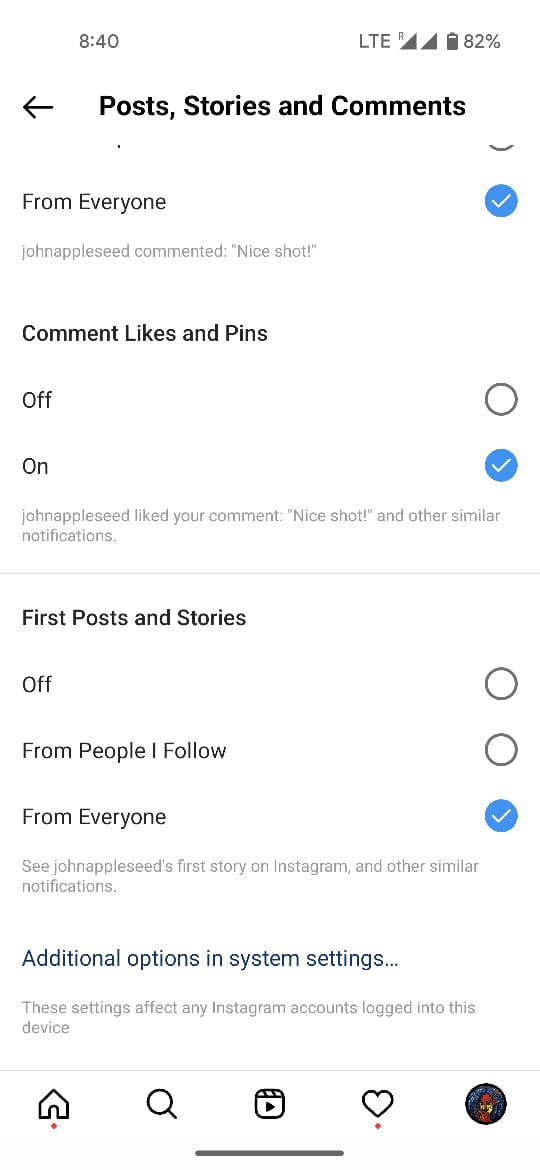 8:40
LTE R 82%
Posts, Stories and Comments
From Everyone
johnappleseed commented: "Nice shot!"
Comment Likes and Pins
Off
On
johnappleseed liked your comment: "Nice shot!" and other similar
notifications.
First Posts and Stories
Off
From People I Follow
From Everyone
See johnappleseed's first story on Instagram, and other similar
notifications.
Additional options in system settings...
These settings affect any Instagram accounts logged into this
device